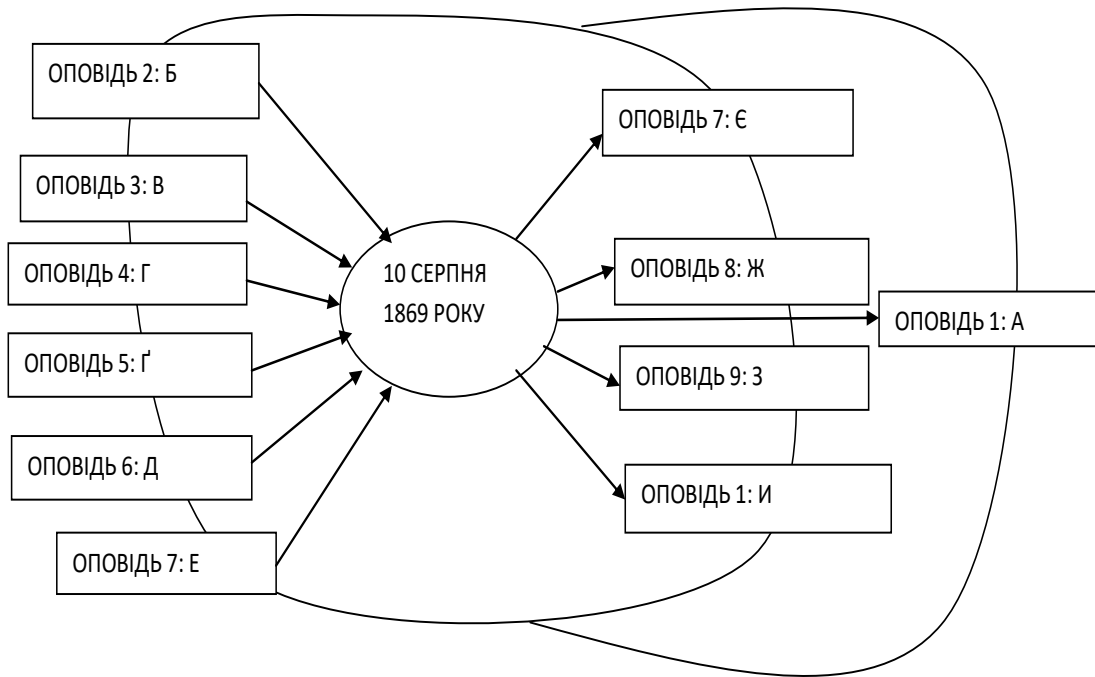 ОПОВІДЬ 2: Б
ОПОВІДЬ 3: В
ОПОВІДЬ 4: Г
ОПОВІДЬ 5: Ґ
ОПОВІДЬ 6: Д
ОПОВІДЬ 7: Е
10 СЕРПНЯ
1869 РОКУ
ОПОВІДЬ 7: Є
ОПОВІДЬ 8: Ж
ОПОВІДЬ 9: З
ОПОВІДЬ 1: И
ОПОВІДЬ 1: А